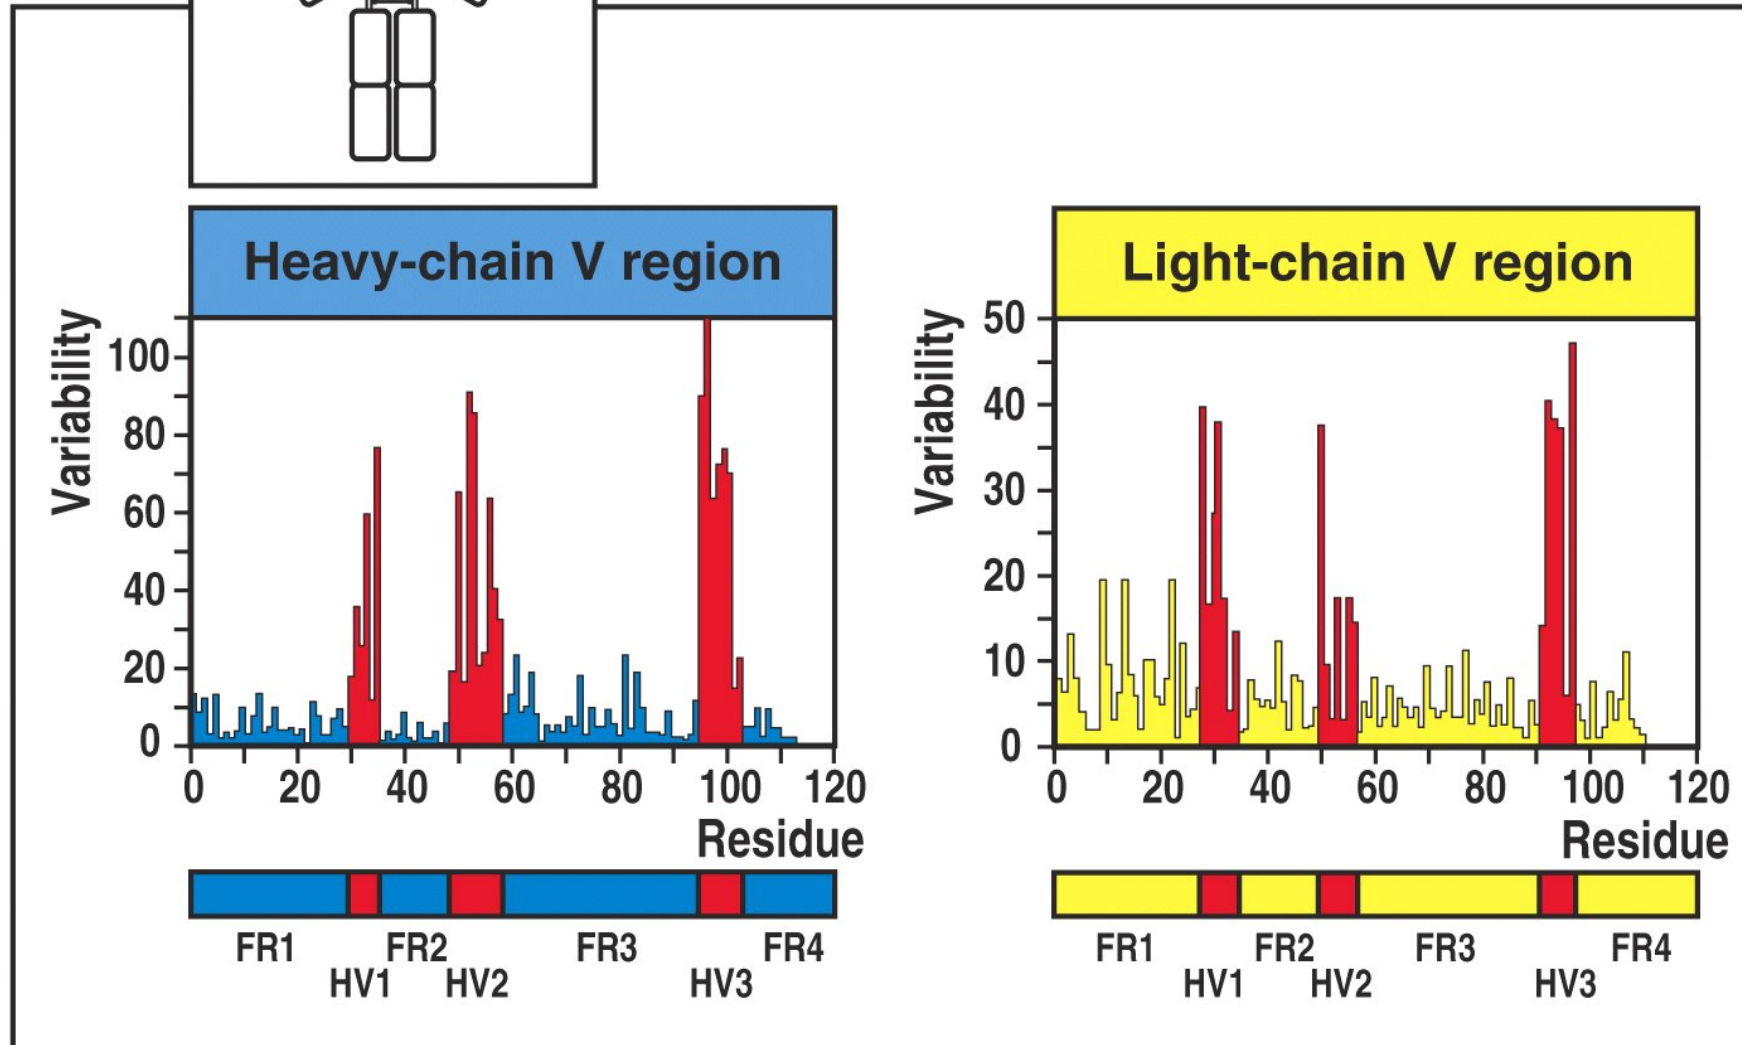 Heavy-chain V region
Variability
100
80
60
40
20
0
0 20 40 60 80 100 120
Residue
FR1 FR2 FR3 FR4
HV1 HV2 HV3
Light-chain V region
Variability
50
40
30
20
10
0
0 20 40 60 80 100 120
Residue
FR1 FR2 FR3 FR4
HV1 HV2 HV3